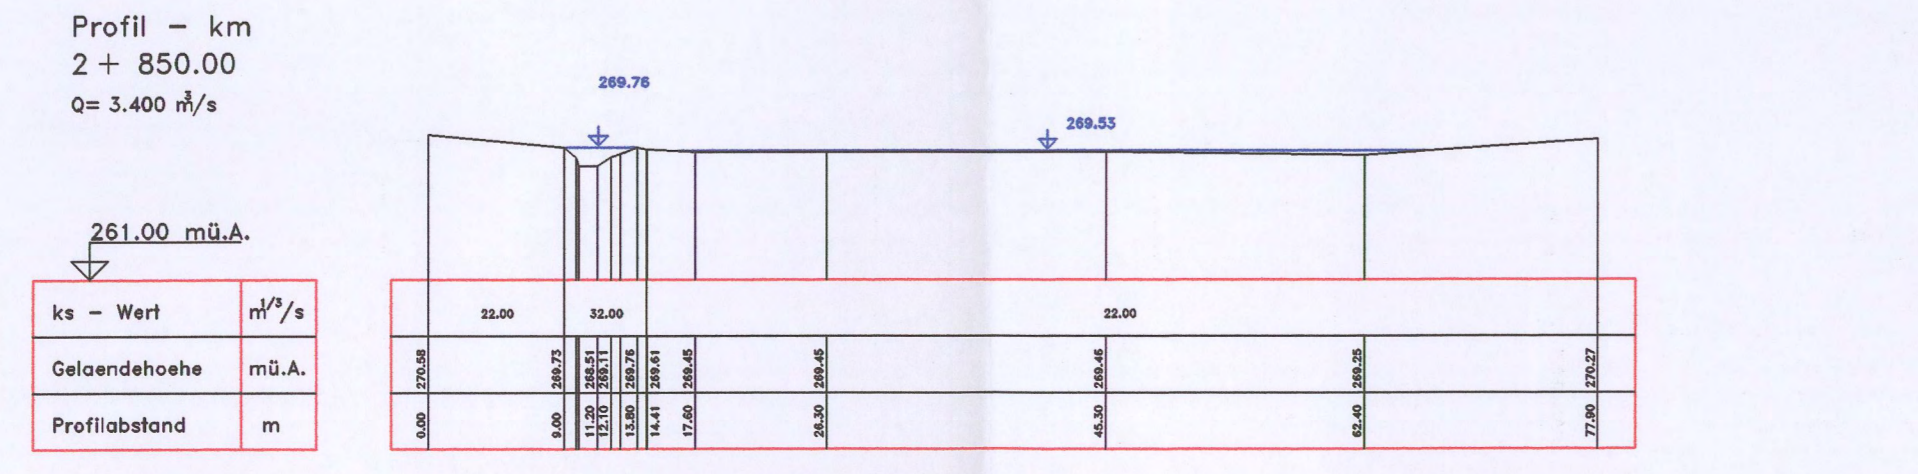 Profil - km
2 + 850.00
Q= 3.400 m³/s
269.76
269.53
261.00 mü.A.
ks - Wert m^1/3/s 22.00 32.00 22.00
Gelaendehoehe mü.A. 270.58 269.73 268.51 269.11 269.76 269.61 269.45 269.45 269.46 269.25 270.27
Profilabstand m 0.00 9.00 11.20 12.10 13.80 14.41 17.60 26.30 45.30 62.40 77.90